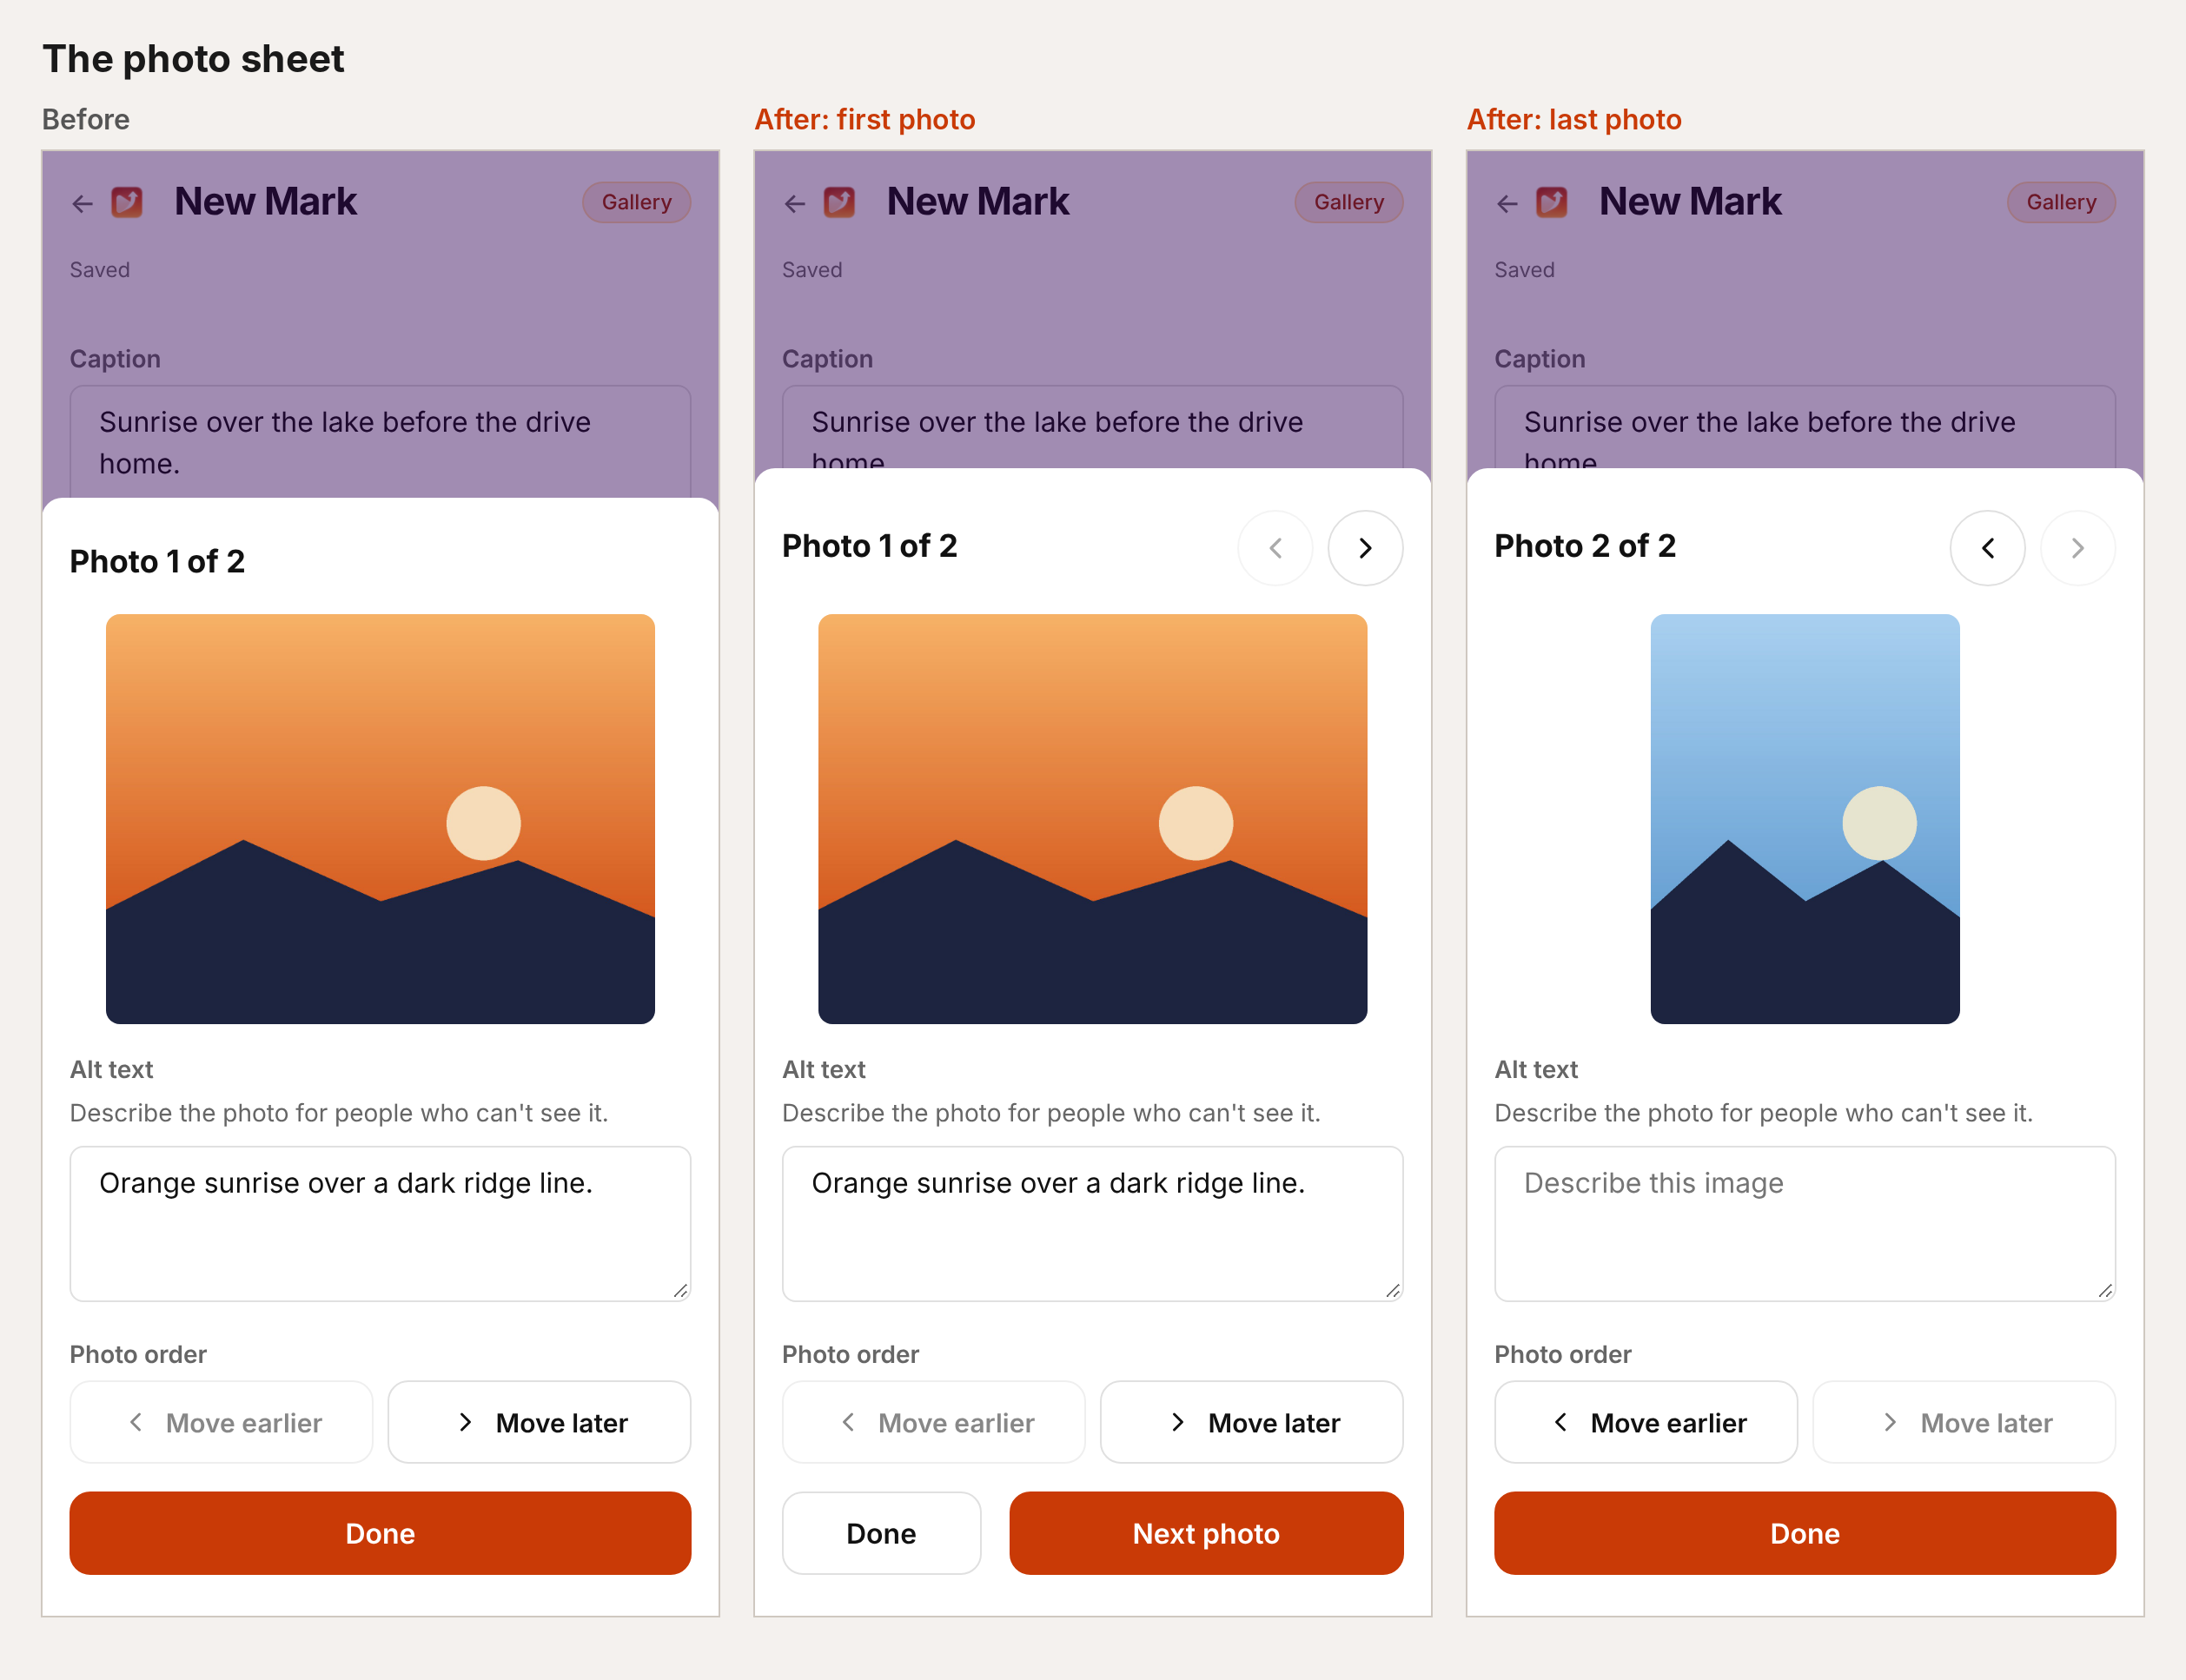 The photo sheet
Before
New Mark
Gallery
Saved
Caption
Sunrise over the lake before the drive
home.
Photo 1 of 2
Alt text
Describe the photo for people who can't see it.
Orange sunrise over a dark ridge line.
Photo order
Move earlier
Move later
Done
After: first photo
New Mark
Gallery
Saved
Caption
Sunrise over the lake before the drive
home
Photo 1 of 2
Alt text
Describe the photo for people who can't see it.
Orange sunrise over a dark ridge line.
Photo order
Move earlier
Move later
Done
Next photo
After: last photo
New Mark
Gallery
Saved
Caption
Sunrise over the lake before the drive
home
Photo 2 of 2
Alt text
Describe the photo for people who can't see it.
Describe this image
Photo order
Move earlier
Move later
Done